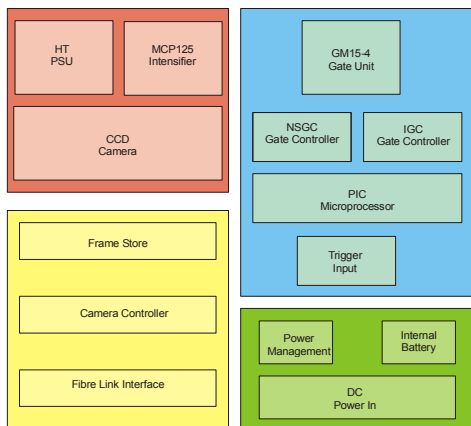 HT
PSU
MCP125
Intensifier
CCD
Camera
GM15-4
Gate Unit
NSGC
Gate Controller
IGC
Gate Controller
PIC
Microprocessor
Trigger
Input
Frame Store
Camera Controller
Fibre Link Interface
Power
Management
Internal
Battery
DC
Power In